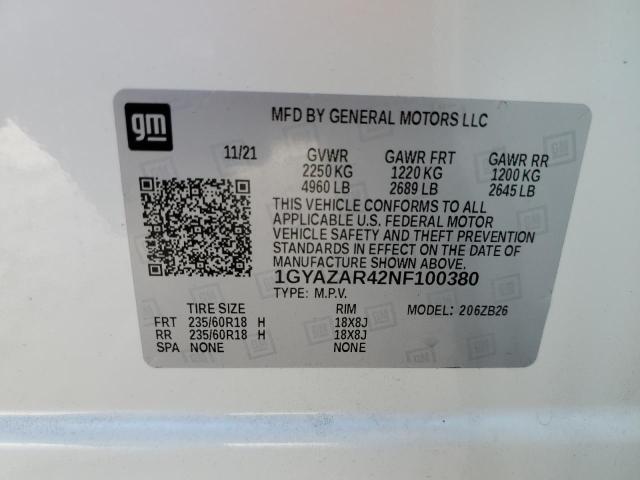 gm
MFD BY GENERAL MOTORS LLC
11/21 GVWR GAWR FRT GAWR RR
2250 KG 1220 KG 1200 KG
4960 LB 2689 LB 2645 LB
THIS VEHICLE CONFORMS TO ALL
APPLICABLE U.S. FEDERAL MOTOR
VEHICLE SAFETY AND THEFT PREVENTION
STANDARDS IN EFFECT ON THE DATE OF
MANUFACTURE SHOWN ABOVE.
1GYAZAR42NF100380
TYPE: M.P.V. MODEL: 206ZB26
TIRE SIZE RIM
FRT 235/60R18 H 18X8J
RR 235/60R18 H 18X8J
SPA NONE NONE